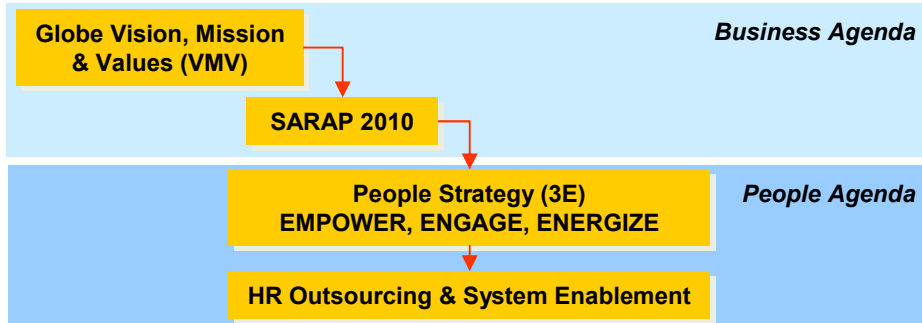 Globe Vision, Mission
& Values (VMV)
Business Agenda
SARAP 2010
People Strategy (3E)
EMPOWER, ENGAGE, ENERGIZE
People Agenda
HR Outsourcing & System Enablement